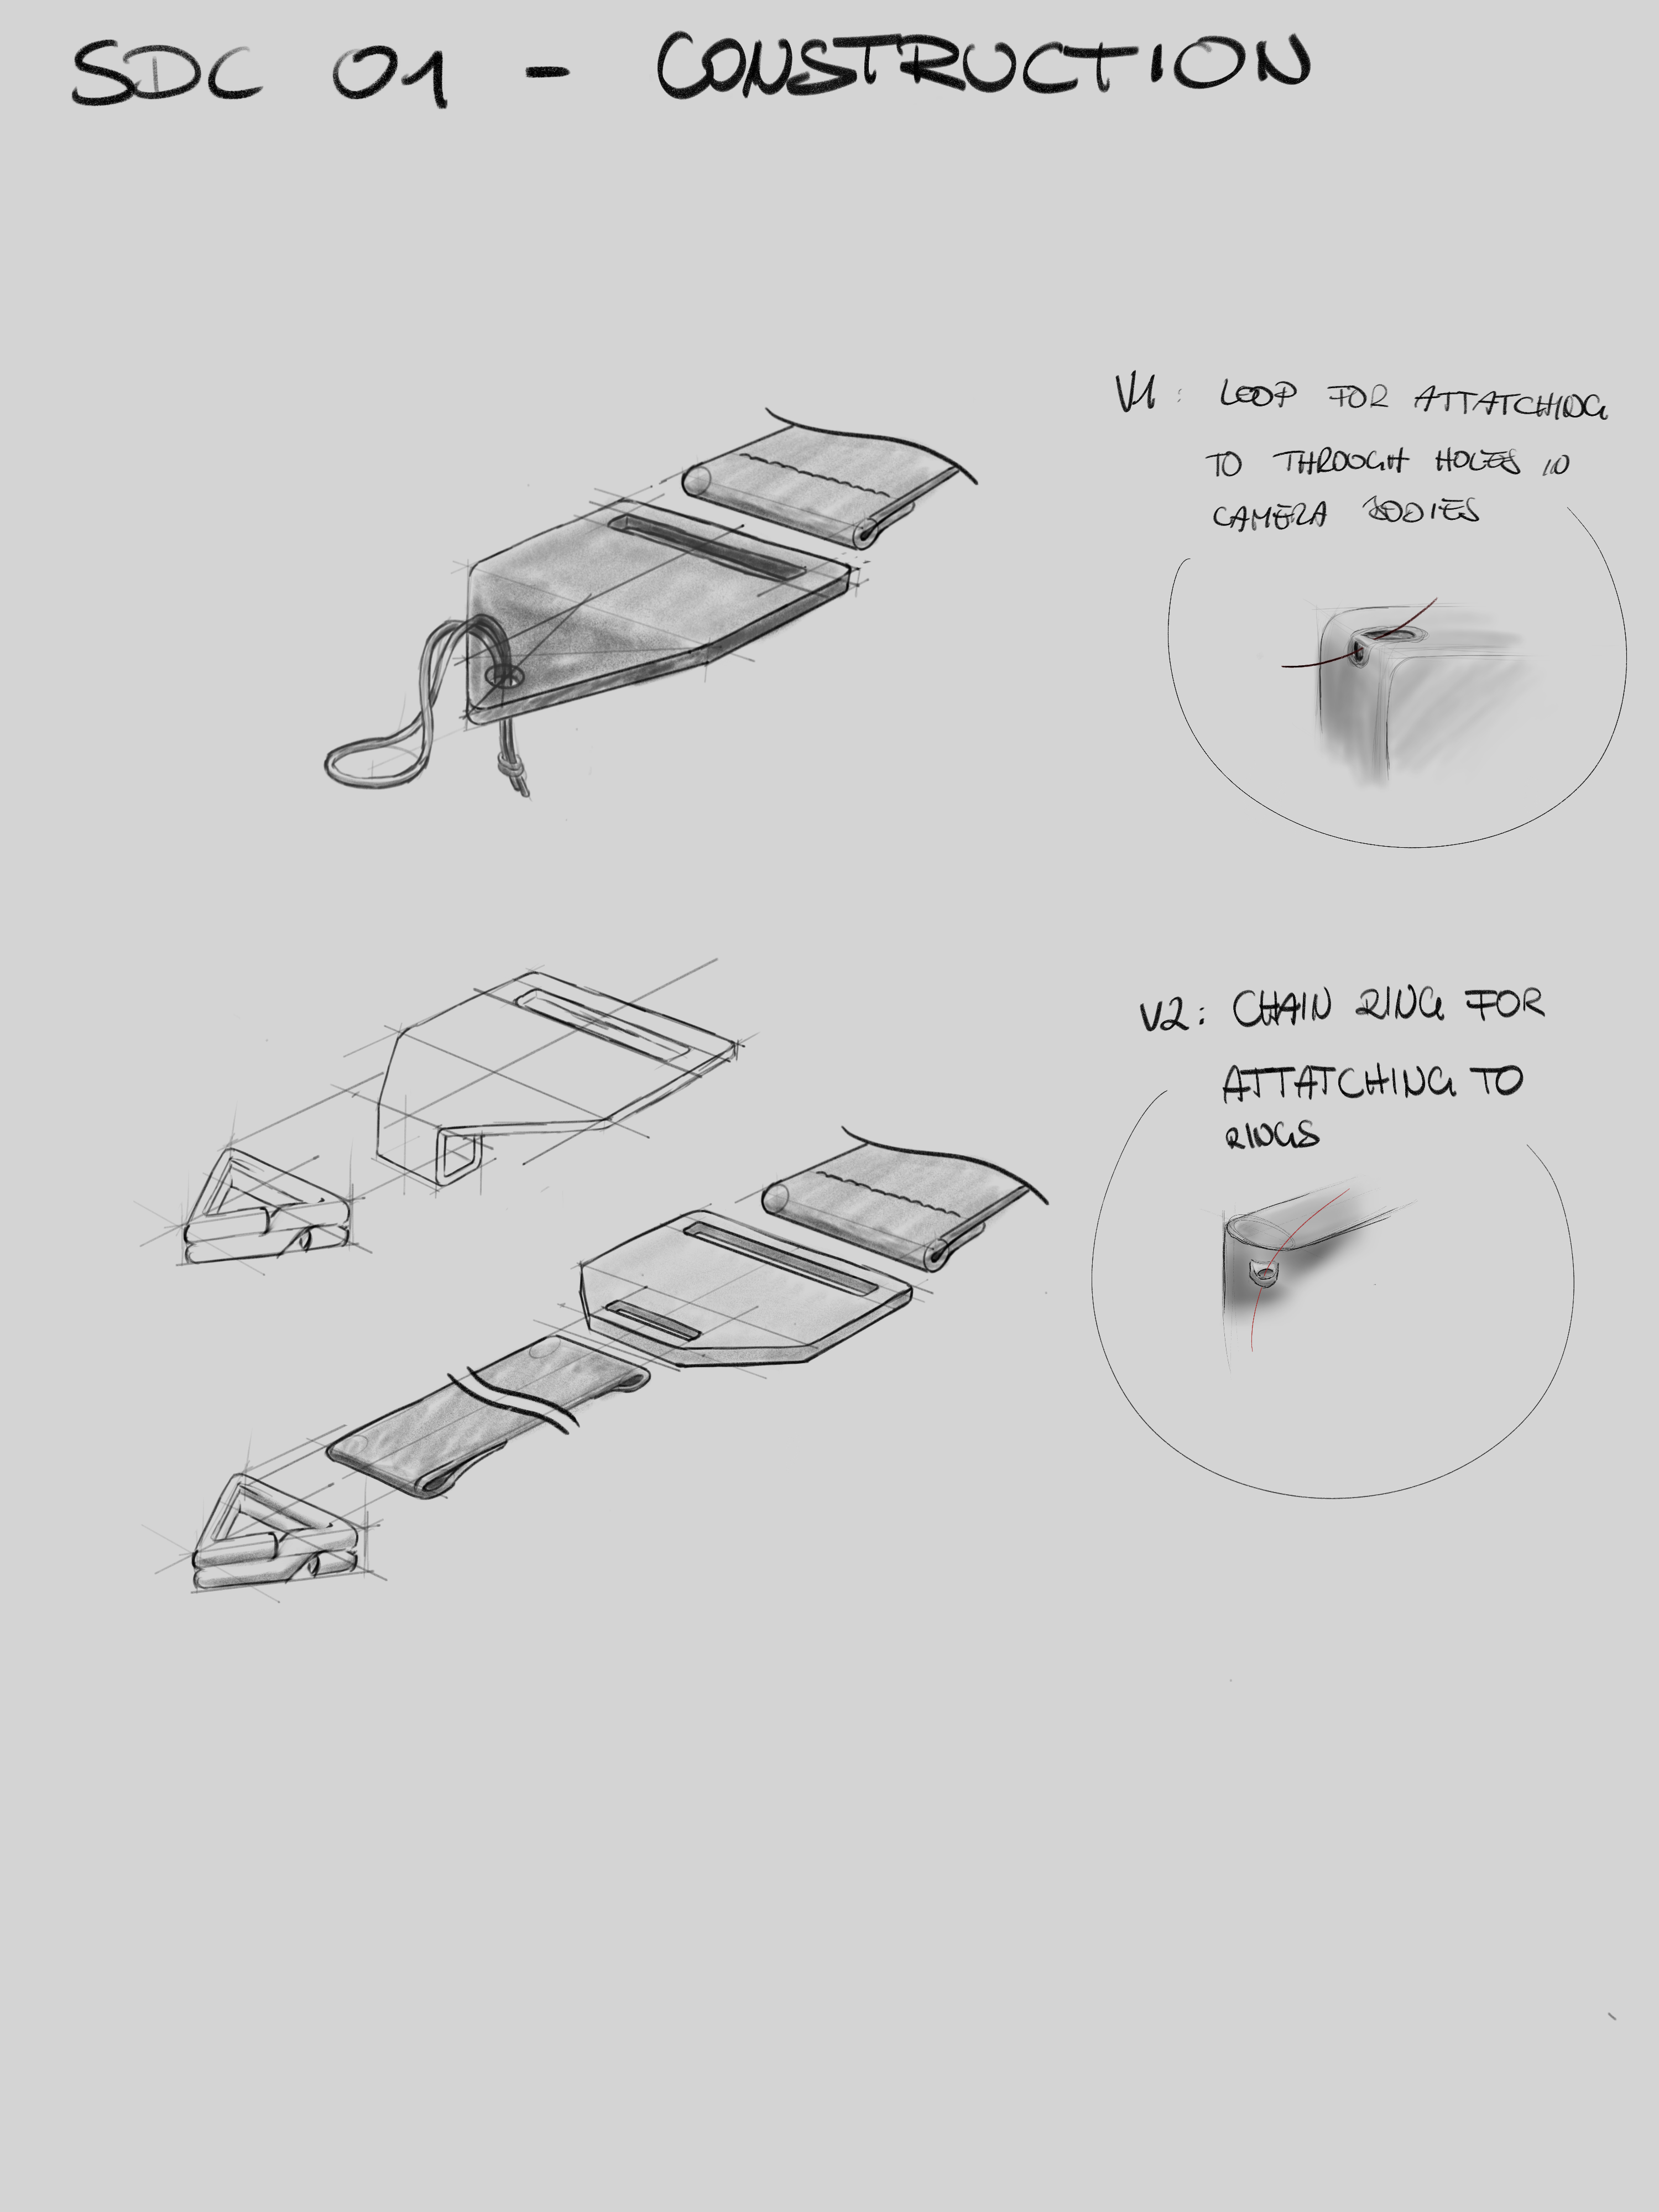 SDC 01 - CONSTRUCTION
V1: LOOP FOR ATTATCHING
TO THROUGH HOLES IN
CAMERA BODIES
V2: CHAIN RING FOR
ATTATCHING TO
RINGS